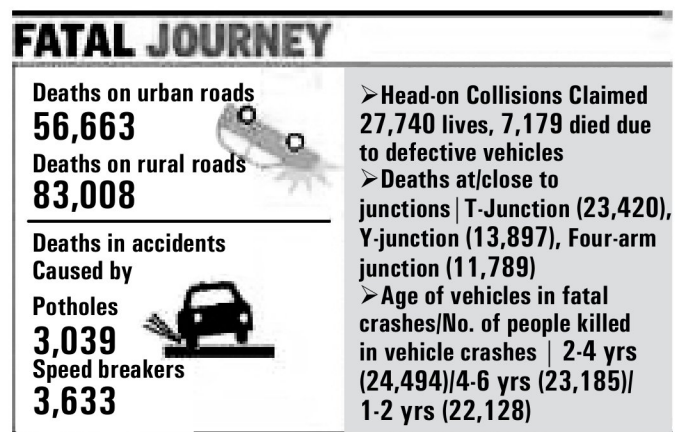 FATAL JOURNEY
Deaths on urban roads
56,663
Deaths on rural roads
83,008
Deaths in accidents
Caused by
Potholes
3,039
Speed breakers
3,633
➢Head-on Collisions Claimed
27,740 lives, 7,179 died due
to defective vehicles
➢Deaths at/close to
junctions | T-Junction (23,420),
Y-junction (13,897), Four-arm
junction (11,789)
➢Age of vehicles in fatal
crashes/No. of people killed
in vehicle crashes | 2-4 yrs
(24,494)/4-6 yrs (23,185)/
1-2 yrs (22,128)